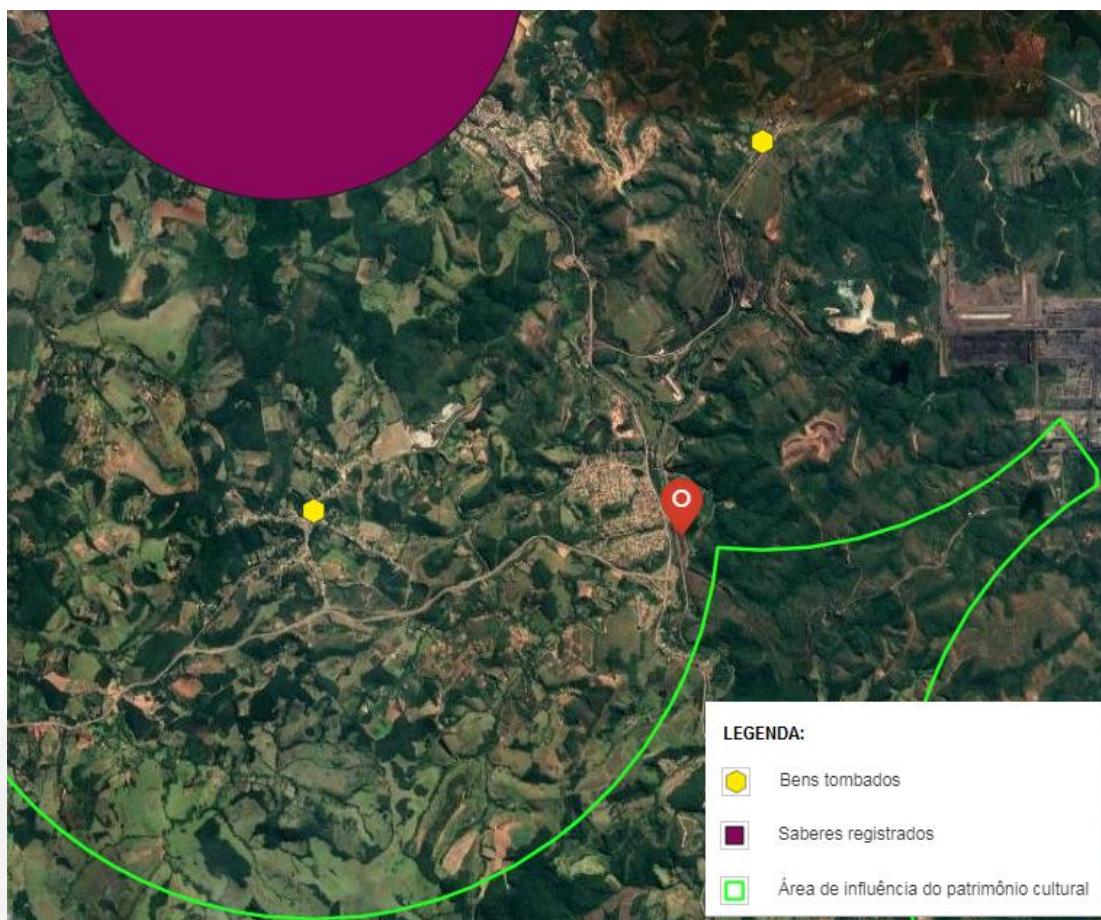 LEGENDA:
Bens tombados
Saberes registrados
Área de influência do patrimônio cultural